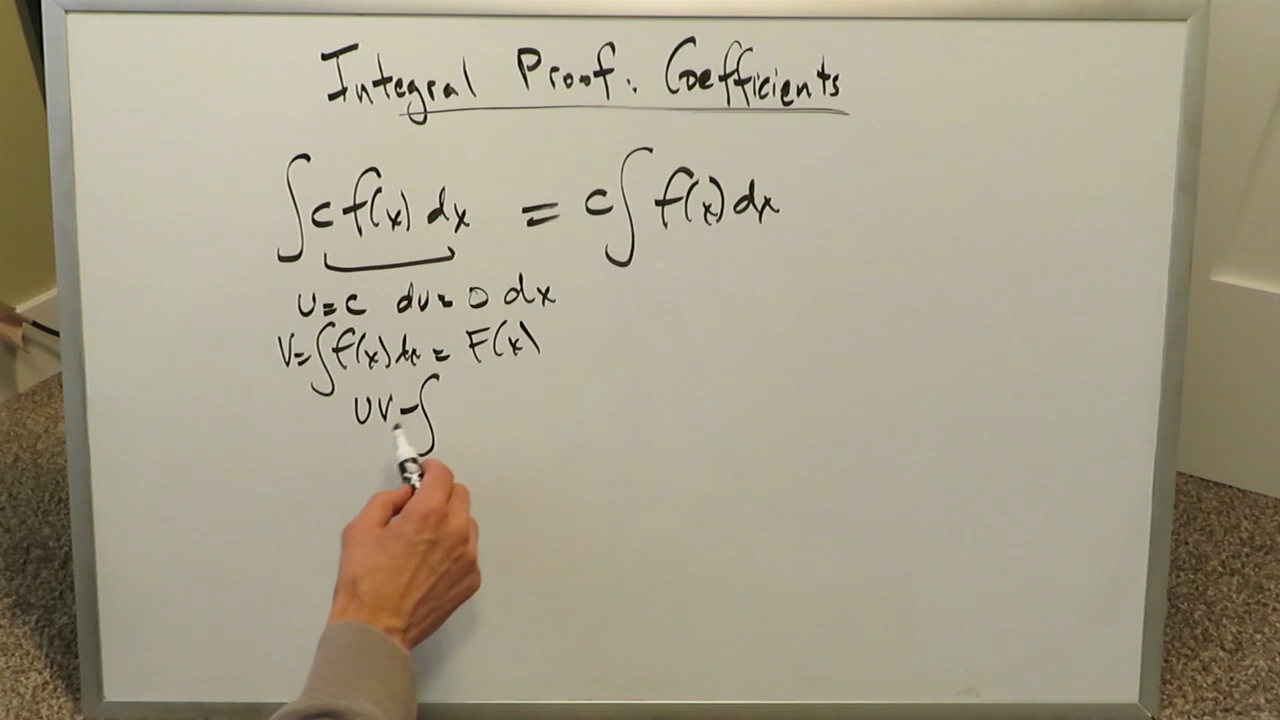 Integral Proof: Coefficients
∫ c f(x) dx = c ∫ f(x) dx
u = c du = 0 dx
V = ∫ f(x) dx = F(x)
UV - ∫